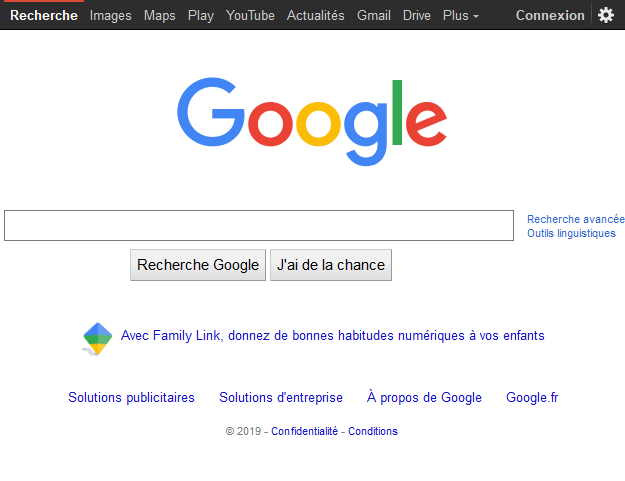 Recherche Images Maps Play YouTube Actualités Gmail Drive Plus Connexion
Google
Recherche avancée
Outils linguistiques
Recherche Google J'ai de la chance
Avec Family Link, donnez de bonnes habitudes numériques à vos enfants
Solutions publicitaires Solutions d'entreprise À propos de Google Google.fr
© 2019 - Confidentialité - Conditions